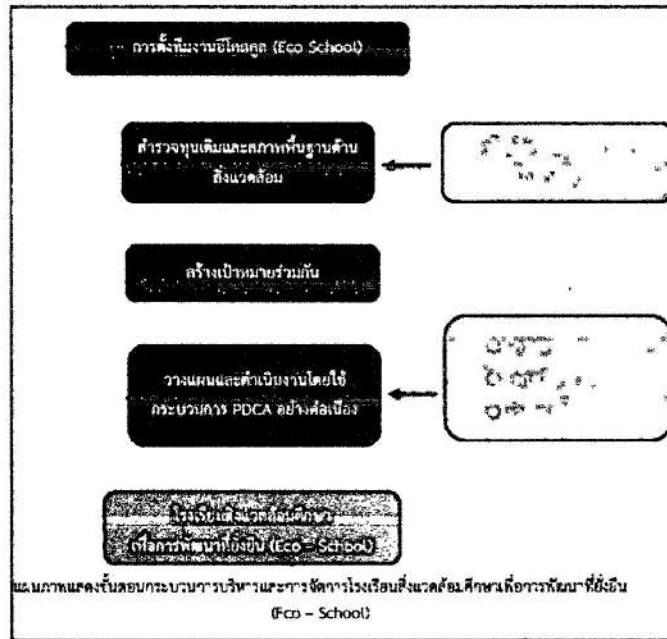 การตั้งทีมงานอีโคสคูล (Eco School)
สำรวจทุนเดิมและสภาพพื้นฐานด้าน
สิ่งแวดล้อม
สร้างเป้าหมายร่วมกัน
วางแผนและดำเนินงานโดยใช้
กระบวนการ PDCA อย่างต่อเนื่อง
โรงเรียนสิ่งแวดล้อมศึกษา
เพื่อการพัฒนาที่ยั่งยืน (Eco – School)
แผนภาพแสดงขั้นตอนกระบวนการบริหารและการจัดการโรงเรียนสิ่งแวดล้อมศึกษาเพื่อการพัฒนาที่ยั่งยืน
(Eco – School)